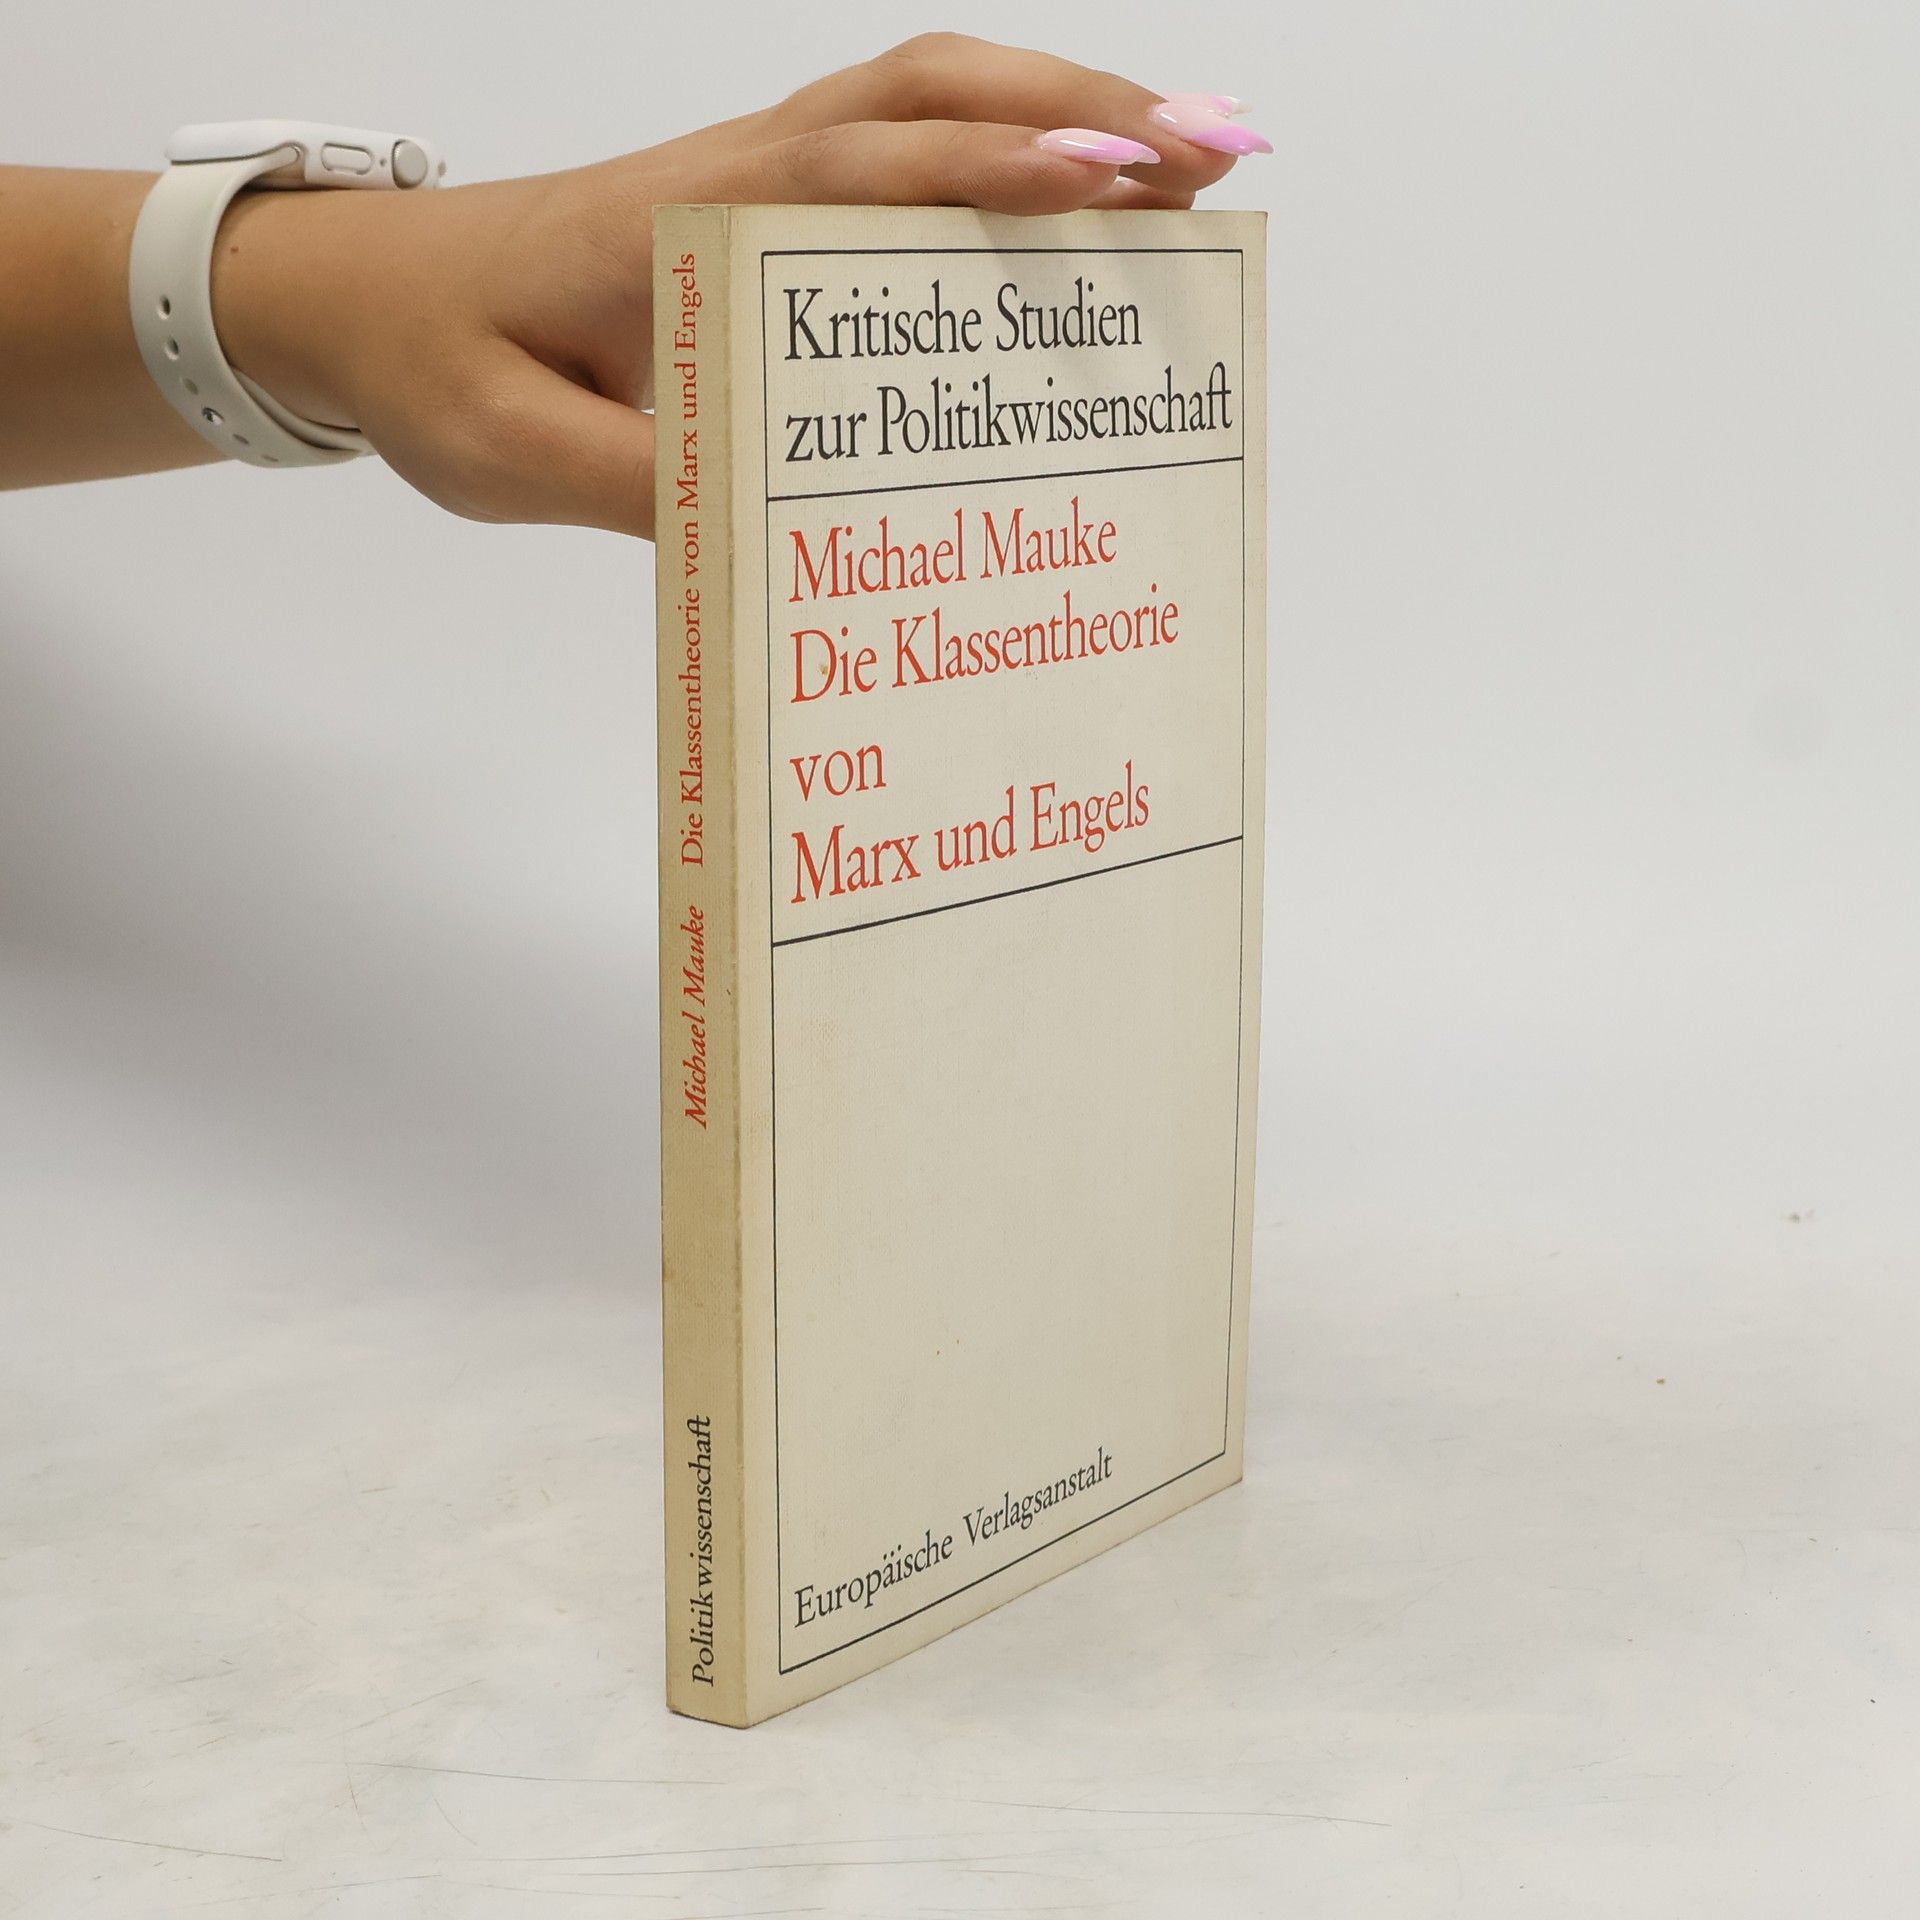 Kritische Studien
zur Politikwissenschaft
Michael Mauke
Die Klassentheorie
von
Marx und Engels
Europäische Verlagsanstalt
Michael Mauke Die Klassentheorie von Marx und Engels
Politikwissenschaft